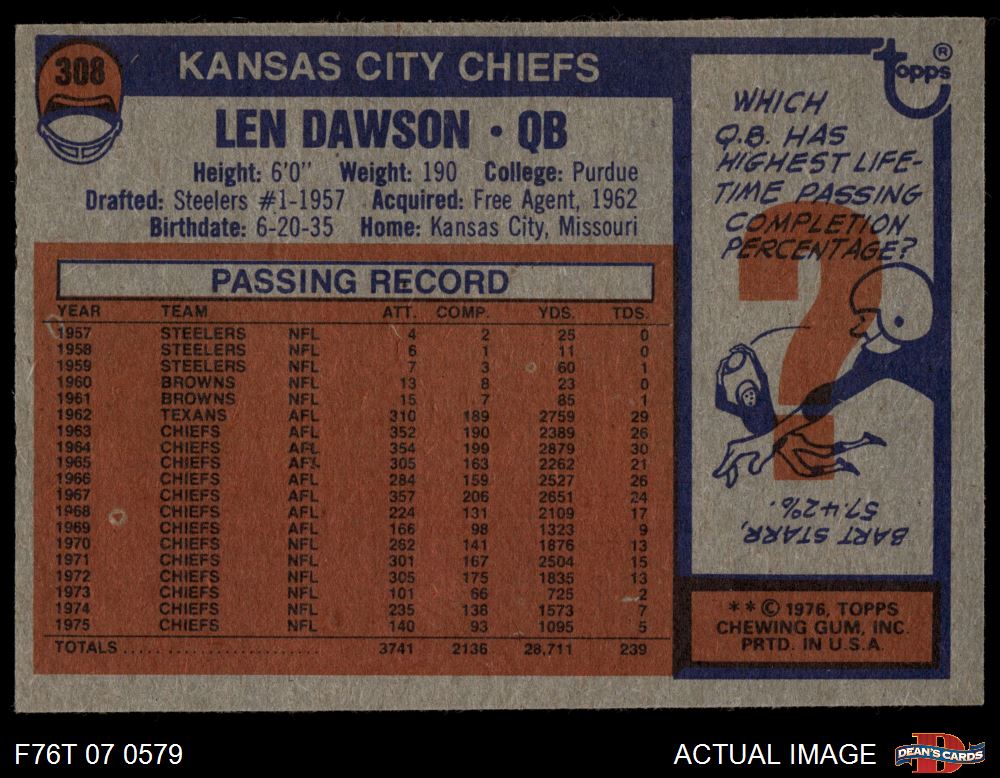 308
KANSAS CITY CHIEFS
LEN DAWSON • QB
Height: 6'0" Weight: 190 College: Purdue
Drafted: Steelers #1-1957 Acquired: Free Agent, 1962
Birthdate: 6-20-35 Home: Kansas City, Missouri
PASSING RECORD
YEAR TEAM ATT. COMP. YDS. TDS.
1957 STEELERS NFL 4 2 25 0
1958 STEELERS NFL 6 1 11 0
1959 STEELERS NFL 7 3 60 1
1960 BROWNS NFL 13 8 23 0
1961 BROWNS NFL 15 7 85 1
1962 TEXANS AFL 310 189 2759 29
1963 CHIEFS AFL 352 190 2389 26
1964 CHIEFS AFL 354 199 2879 30
1965 CHIEFS AFL 305 163 2262 21
1966 CHIEFS AFL 284 159 2527 26
1967 CHIEFS AFL 357 206 2651 24
1968 CHIEFS AFL 224 131 2109 17
1969 CHIEFS AFL 166 98 1323 9
1970 CHIEFS NFL 262 141 1876 13
1971 CHIEFS NFL 301 167 2504 15
1972 CHIEFS NFL 305 175 1835 13
1973 CHIEFS NFL 101 66 725 2
1974 CHIEFS NFL 235 138 1573 7
1975 CHIEFS NFL 140 93 1095 5
TOTALS........................ 3741 2136 28,711 239
topps®
WHICH
Q.B. HAS
HIGHEST LIFE-
TIME PASSING
COMPLETION
PERCENTAGE?
?
BART STARR,
57.42%.
**© 1976, TOPPS
CHEWING GUM, INC.
PRTD. IN U.S.A.
F76T 07 0579
ACTUAL IMAGE
DEAN'S CARDS